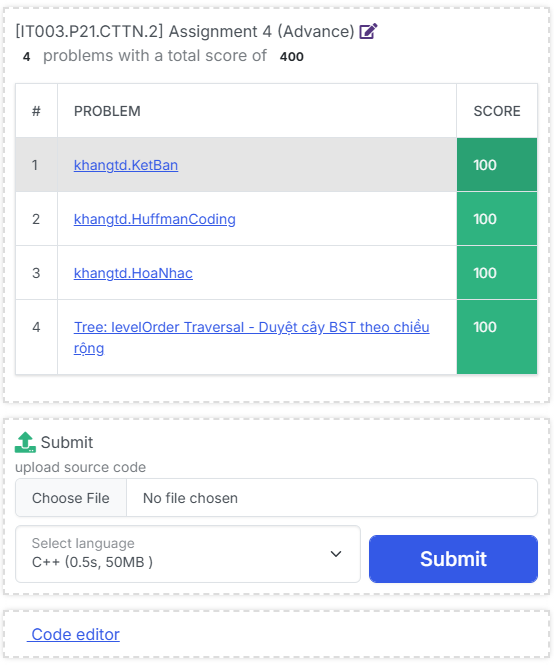 [IT003.P21.CTTN.2] Assignment 4 (Advance)
4 problems with a total score of 400
# PROBLEM SCORE
1 khangtd.KetBan 100
2 khangtd.HuffmanCoding 100
3 khangtd.HoaNhac 100
4 Tree: levelOrder Traversal - Duyệt cây BST theo chiều 100
rộng
Submit
upload source code
Choose File No file chosen
Select language
C++ (0.5s, 50MB )
Submit
Code editor